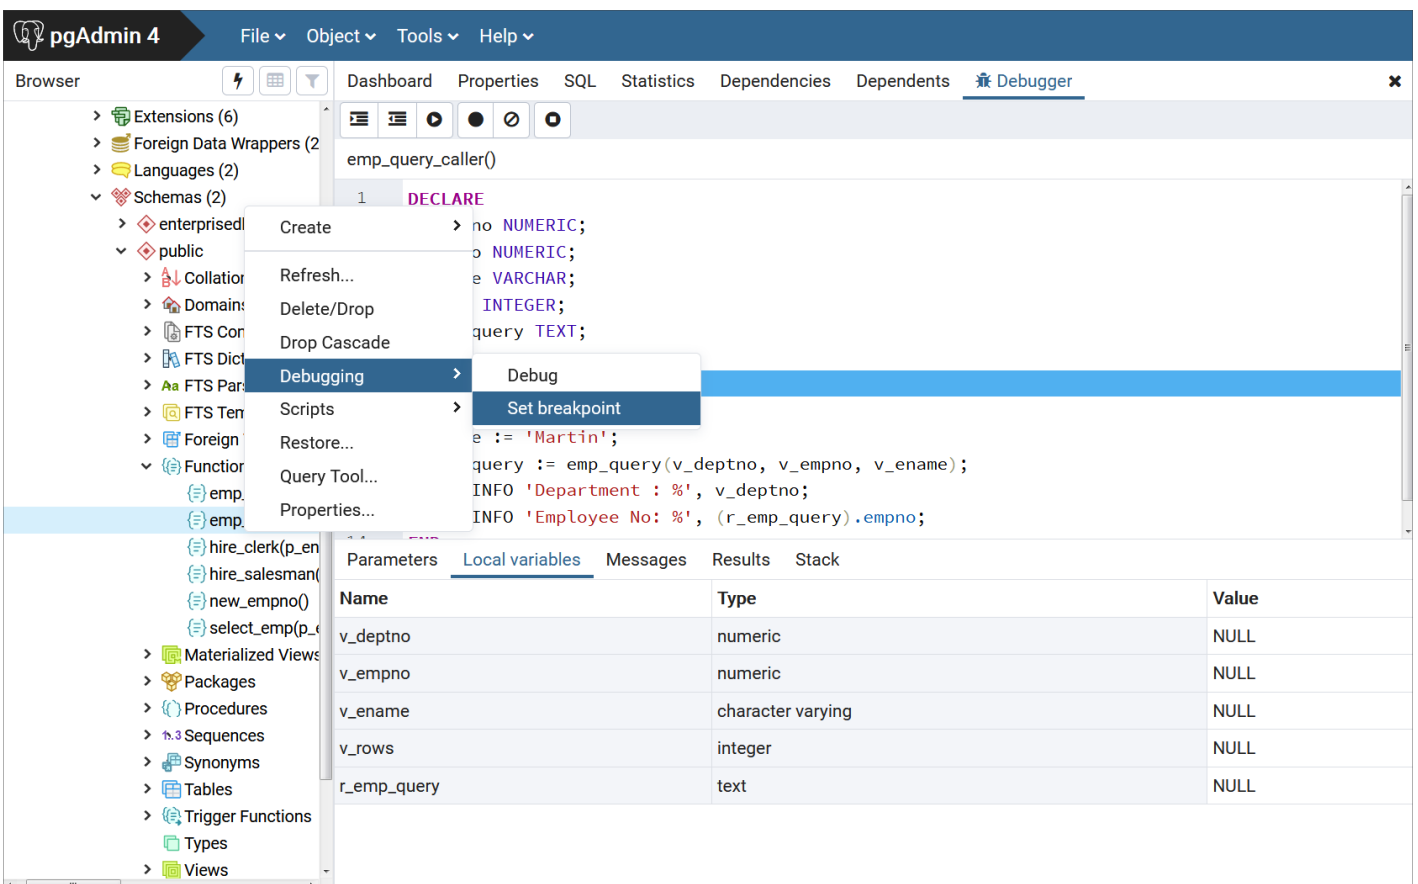 pgAdmin 4
File Object Tools Help
Browser
Dashboard Properties SQL Statistics Dependencies Dependents Debugger
Extensions (6)
Foreign Data Wrappers (2
Languages (2)
Schemas (2)
enterprised
public
Collation
Domains
FTS Con
FTS Dict
Aa FTS Par
FTS Tem
Foreign
Function
emp_
emp_
hire_clerk(p_en
hire_salesman(
new_empno()
select_emp(p_e
Materialized Views
Packages
Procedures
1..3 Sequences
Synonyms
Tables
Trigger Functions
Types
Views
Create
Refresh...
Delete/Drop
Drop Cascade
Debugging
Scripts
Restore...
Query Tool...
Properties...
Debug
Set breakpoint
emp_query_caller()
1 DECLARE
no NUMERIC;
o NUMERIC;
e VARCHAR;
INTEGER;
query TEXT;
e := 'Martin';
query := emp_query(v_deptno, v_empno, v_ename);
INFO 'Department : %', v_deptno;
INFO 'Employee No: %', (r_emp_query).empno;
Parameters Local variables Messages Results Stack
Name Type Value
v_deptno numeric NULL
v_empno numeric NULL
v_ename character varying NULL
v_rows integer NULL
r_emp_query text NULL